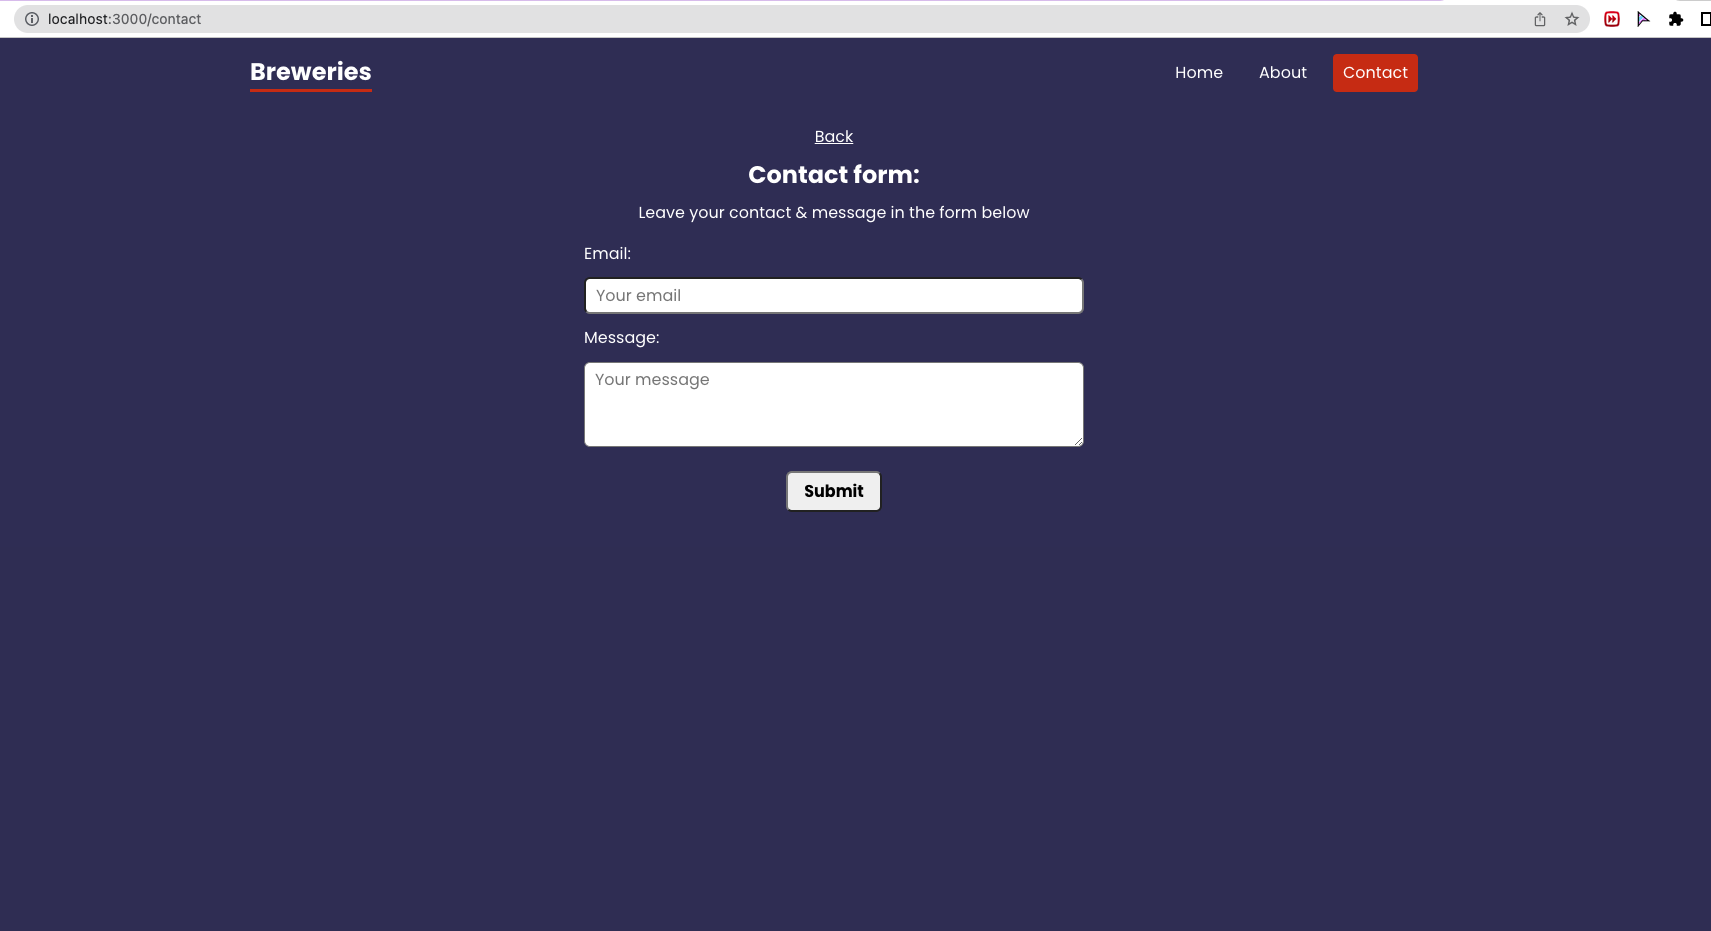 localhost:3000/contact
Breweries
Home About Contact
Back
Contact form:
Leave your contact & message in the form below
Email:
Your email
Message:
Your message
Submit